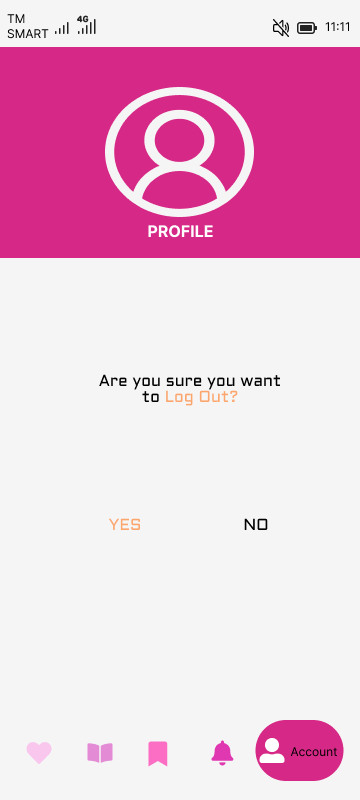 TM
SMART
4G
11:11
PROFILE
Are you sure you want
to Log Out?
YES
NO
Account